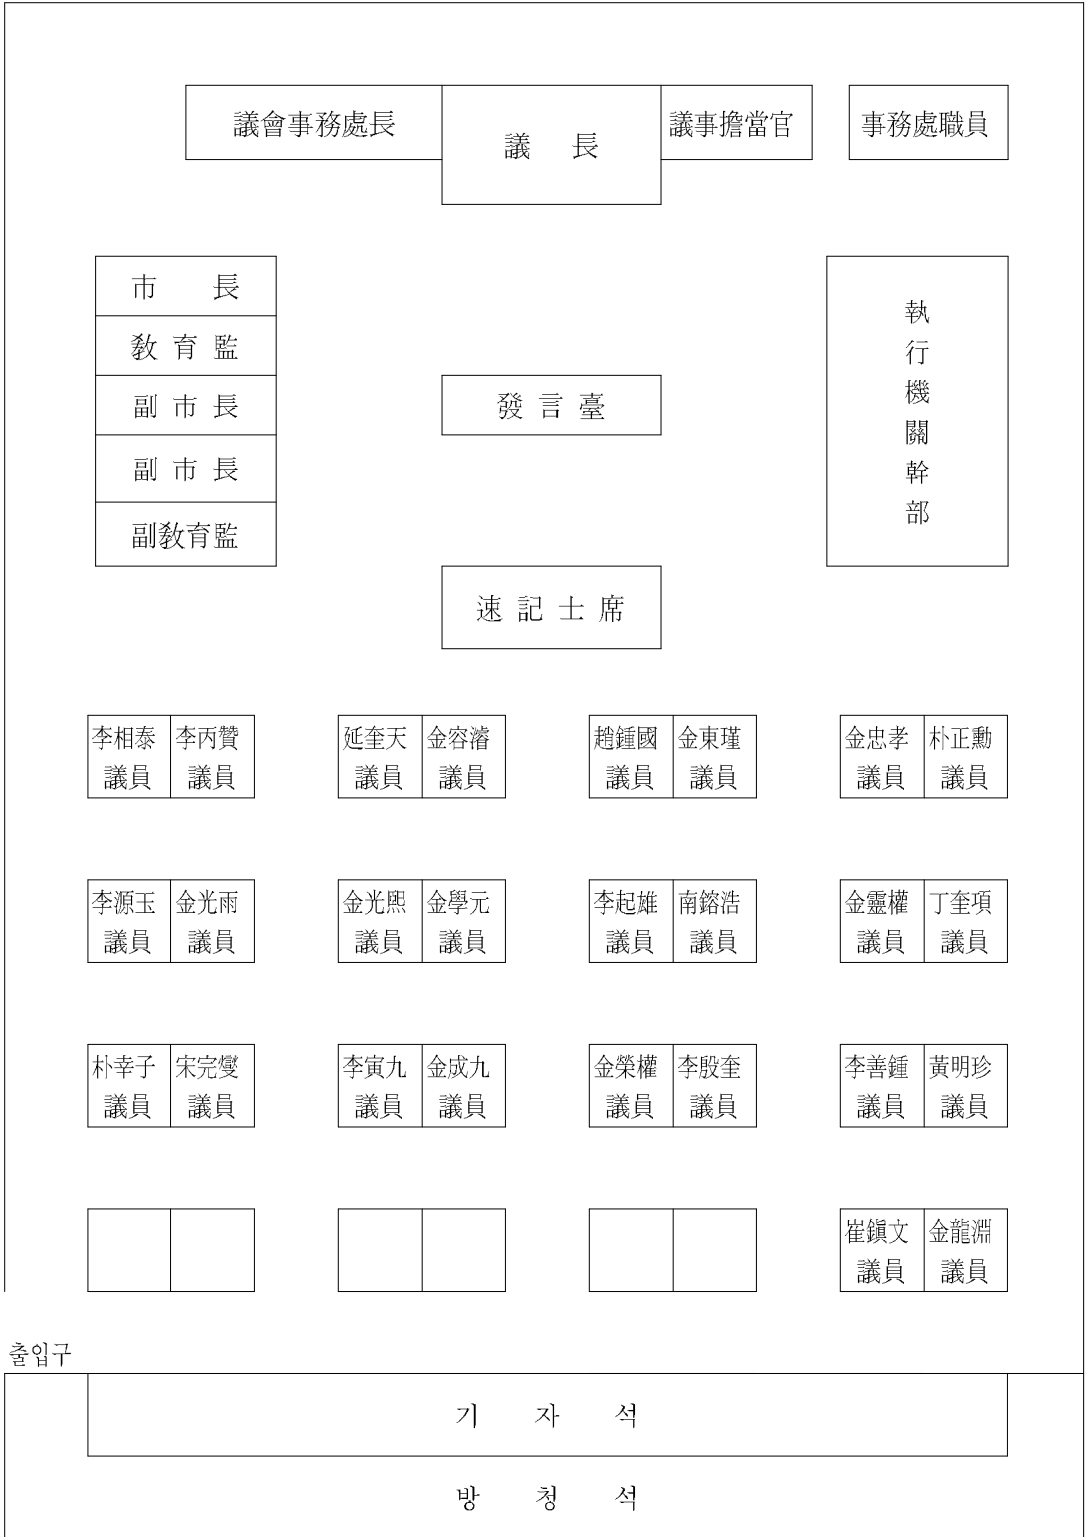 議會事務處長
議 長
議事擔當官
事務處職員
市 長
敎 育 監
副 市 長
副 市 長
副敎育監
發 言 臺
執
行
機
關
幹
部
速 記 士 席
李相泰 李丙贊 延奎天 金容濬 趙鍾國 金東瑾 金忠孝 朴正勳
議員 議員 議員 議員 議員 議員 議員 議員
李源玉 金光雨 金光熙 金學元 李起雄 南鎔浩 金靈權 丁奎項
議員 議員 議員 議員 議員 議員 議員 議員
朴幸子 宋完燮 李寅九 金成九 金榮權 李殷奎 李善鍾 黃明珍
議員 議員 議員 議員 議員 議員 議員 議員
崔鎭文 金龍淵
議員 議員
출입구
기 자 석
방 청 석